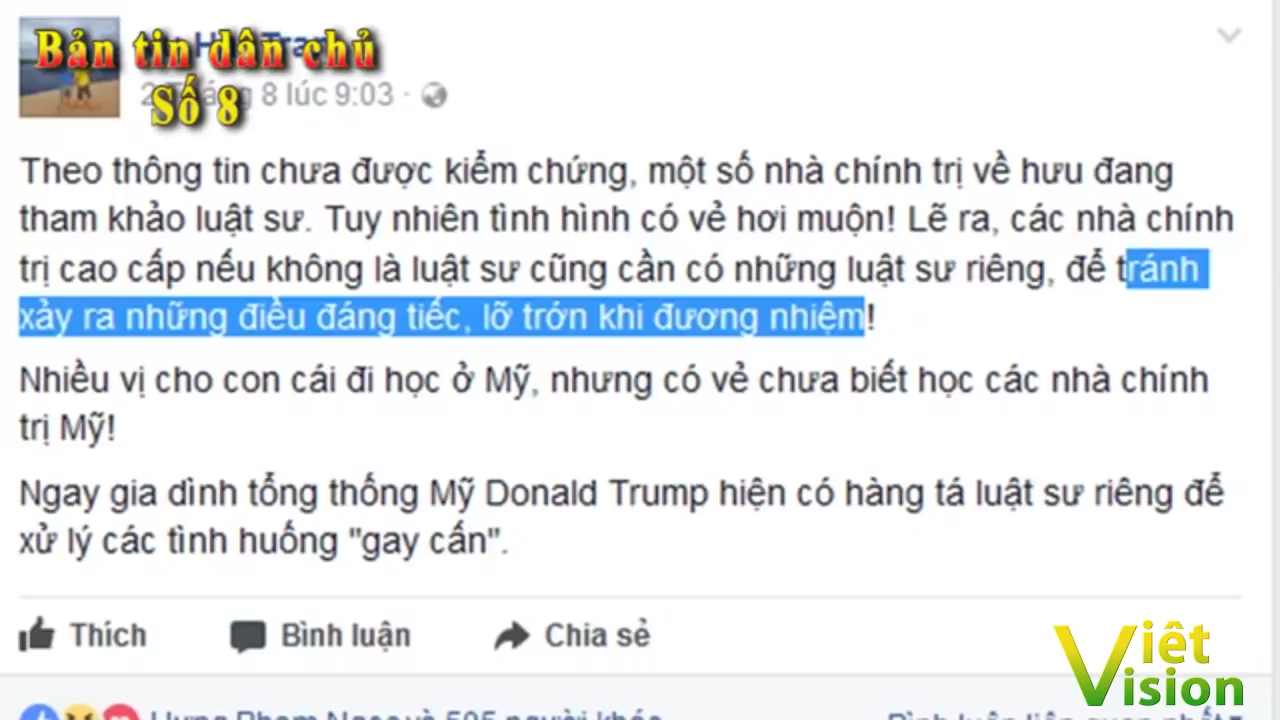 Bản tin dân chủ
Số 8
8 lúc 9:03 ·
Theo thông tin chưa được kiểm chứng, một số nhà chính trị về hưu đang
tham khảo luật sư. Tuy nhiên tình hình có vẻ hơi muộn! Lẽ ra, các nhà chính
trị cao cấp nếu không là luật sư cũng cần có những luật sư riêng, để tránh
xảy ra những điều đáng tiếc, lỡ trớn khi đương nhiệm!
Nhiều vị cho con cái đi học ở Mỹ, nhưng có vẻ chưa biết học các nhà chính
trị Mỹ!
Ngay gia đình tổng thống Mỹ Donald Trump hiện có hàng tá luật sư riêng để
xử lý các tình huống "gay cấn".
Thích Bình luận Chia sẻ
Việt
Vision